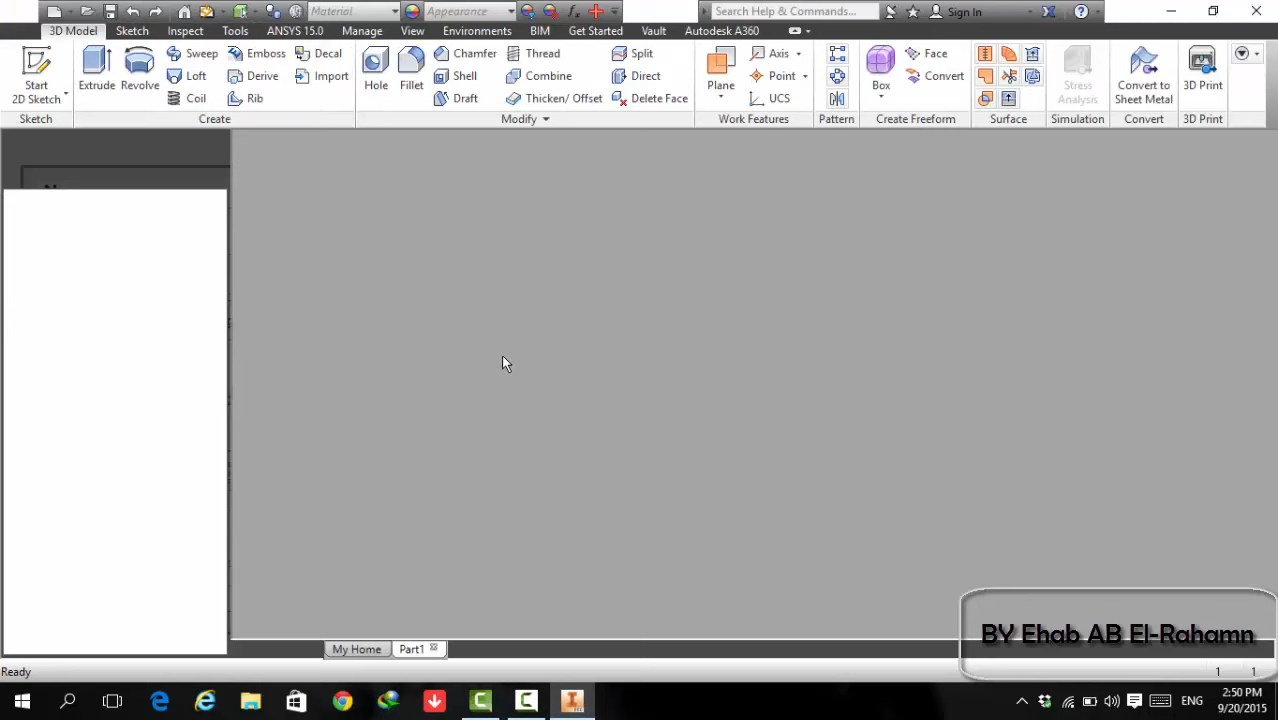 Material
Appearance
Search Help & Commands...
Sign In
3D Model
Sketch
Inspect
Tools
ANSYS 15.0
Manage
View
Environments
BIM
Get Started
Vault
Autodesk A360
Start
2D Sketch
Extrude
Revolve
Sweep
Loft
Coil
Emboss
Derive
Rib
Decal
Import
Hole
Fillet
Chamfer
Shell
Draft
Thread
Combine
Thicken/ Offset
Split
Direct
Delete Face
Plane
Axis
Point
UCS
Box
Face
Convert
Stress
Analysis
Convert to
Sheet Metal
3D Print
Sketch
Create
Modify
Work Features
Pattern
Create Freeform
Surface
Simulation
Convert
3D Print
BY Ehab AB El-Rahamn
My Home
Part1
Ready
1
1
ENG
2:50 PM
9/20/2015